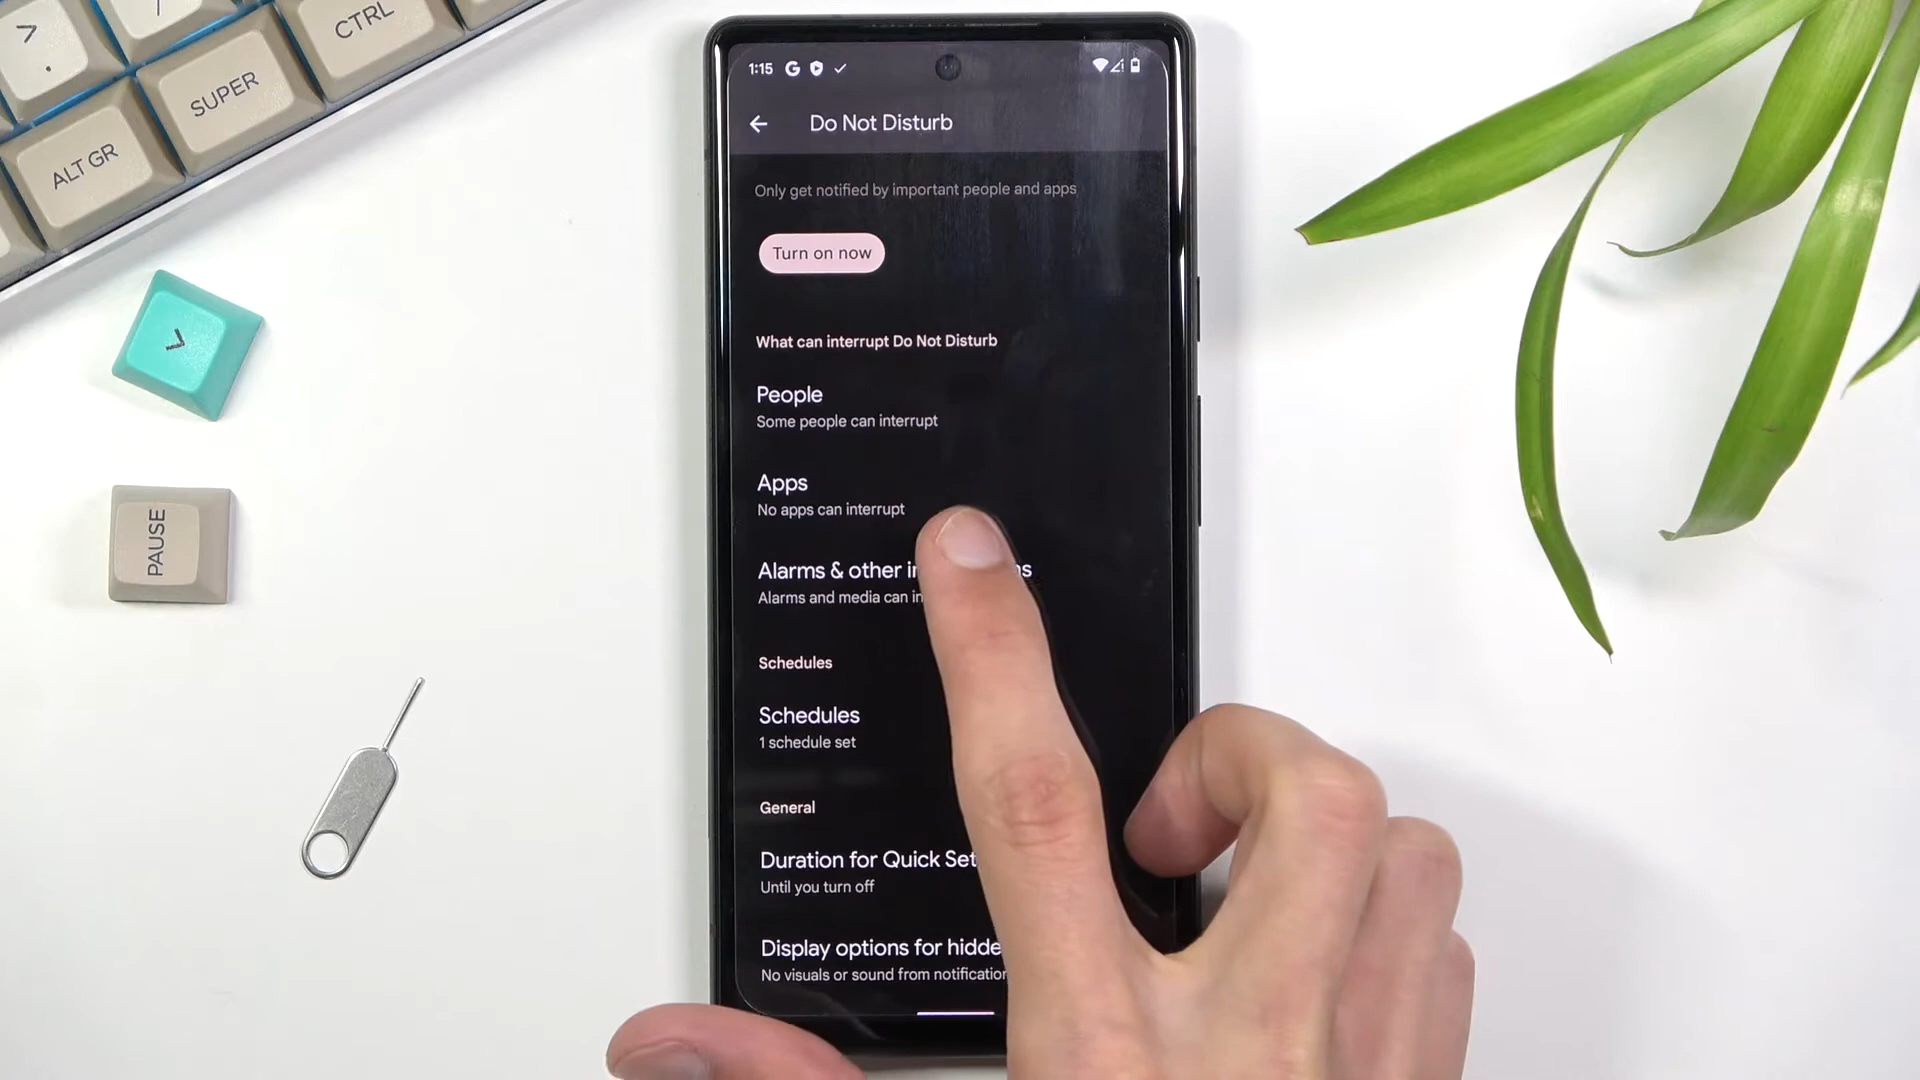 CTRL
SUPER
ALT GR
PAUSE
1:15
Do Not Disturb
Only get notified by important people and apps
Turn on now
What can interrupt Do Not Disturb
People
Some people can interrupt
Apps
No apps can interrupt
Alarms & other
Alarms and media can
Schedules
Schedules
1 schedule set
General
Duration for Quick
Until you turn off
Display options for
No visuals or sound from